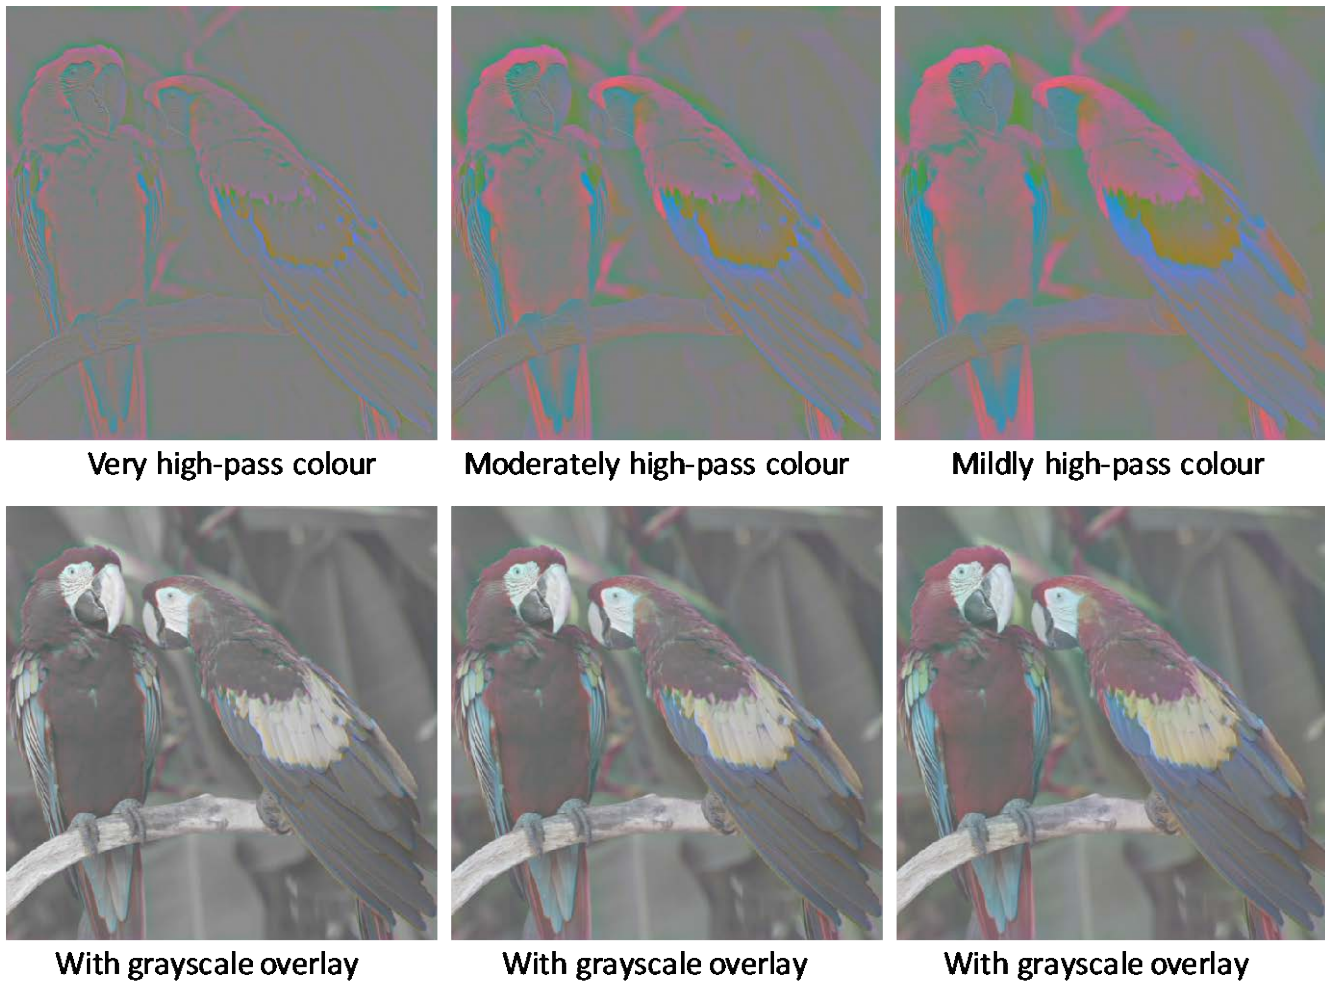 Very high-pass colour
Moderately high-pass colour
Mildly high-pass colour
With grayscale overlay
With grayscale overlay
With grayscale overlay